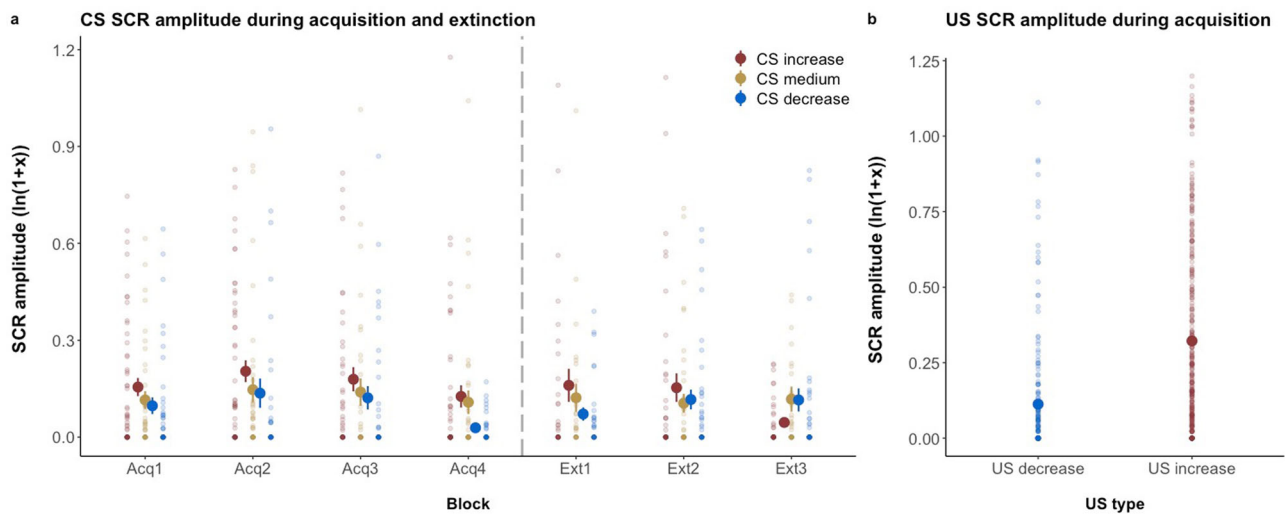 a CS SCR amplitude during acquisition and extinction
SCR amplitude (ln(1+x))
1.2
0.9
0.6
0.3
0.0
CS increase
CS medium
CS decrease
Acq1 Acq2 Acq3 Acq4 Ext1 Ext2 Ext3
Block
b US SCR amplitude during acquisition
SCR amplitude (ln(1+x))
1.25
1.00
0.75
0.50
0.25
0.00
US decrease US increase
US type